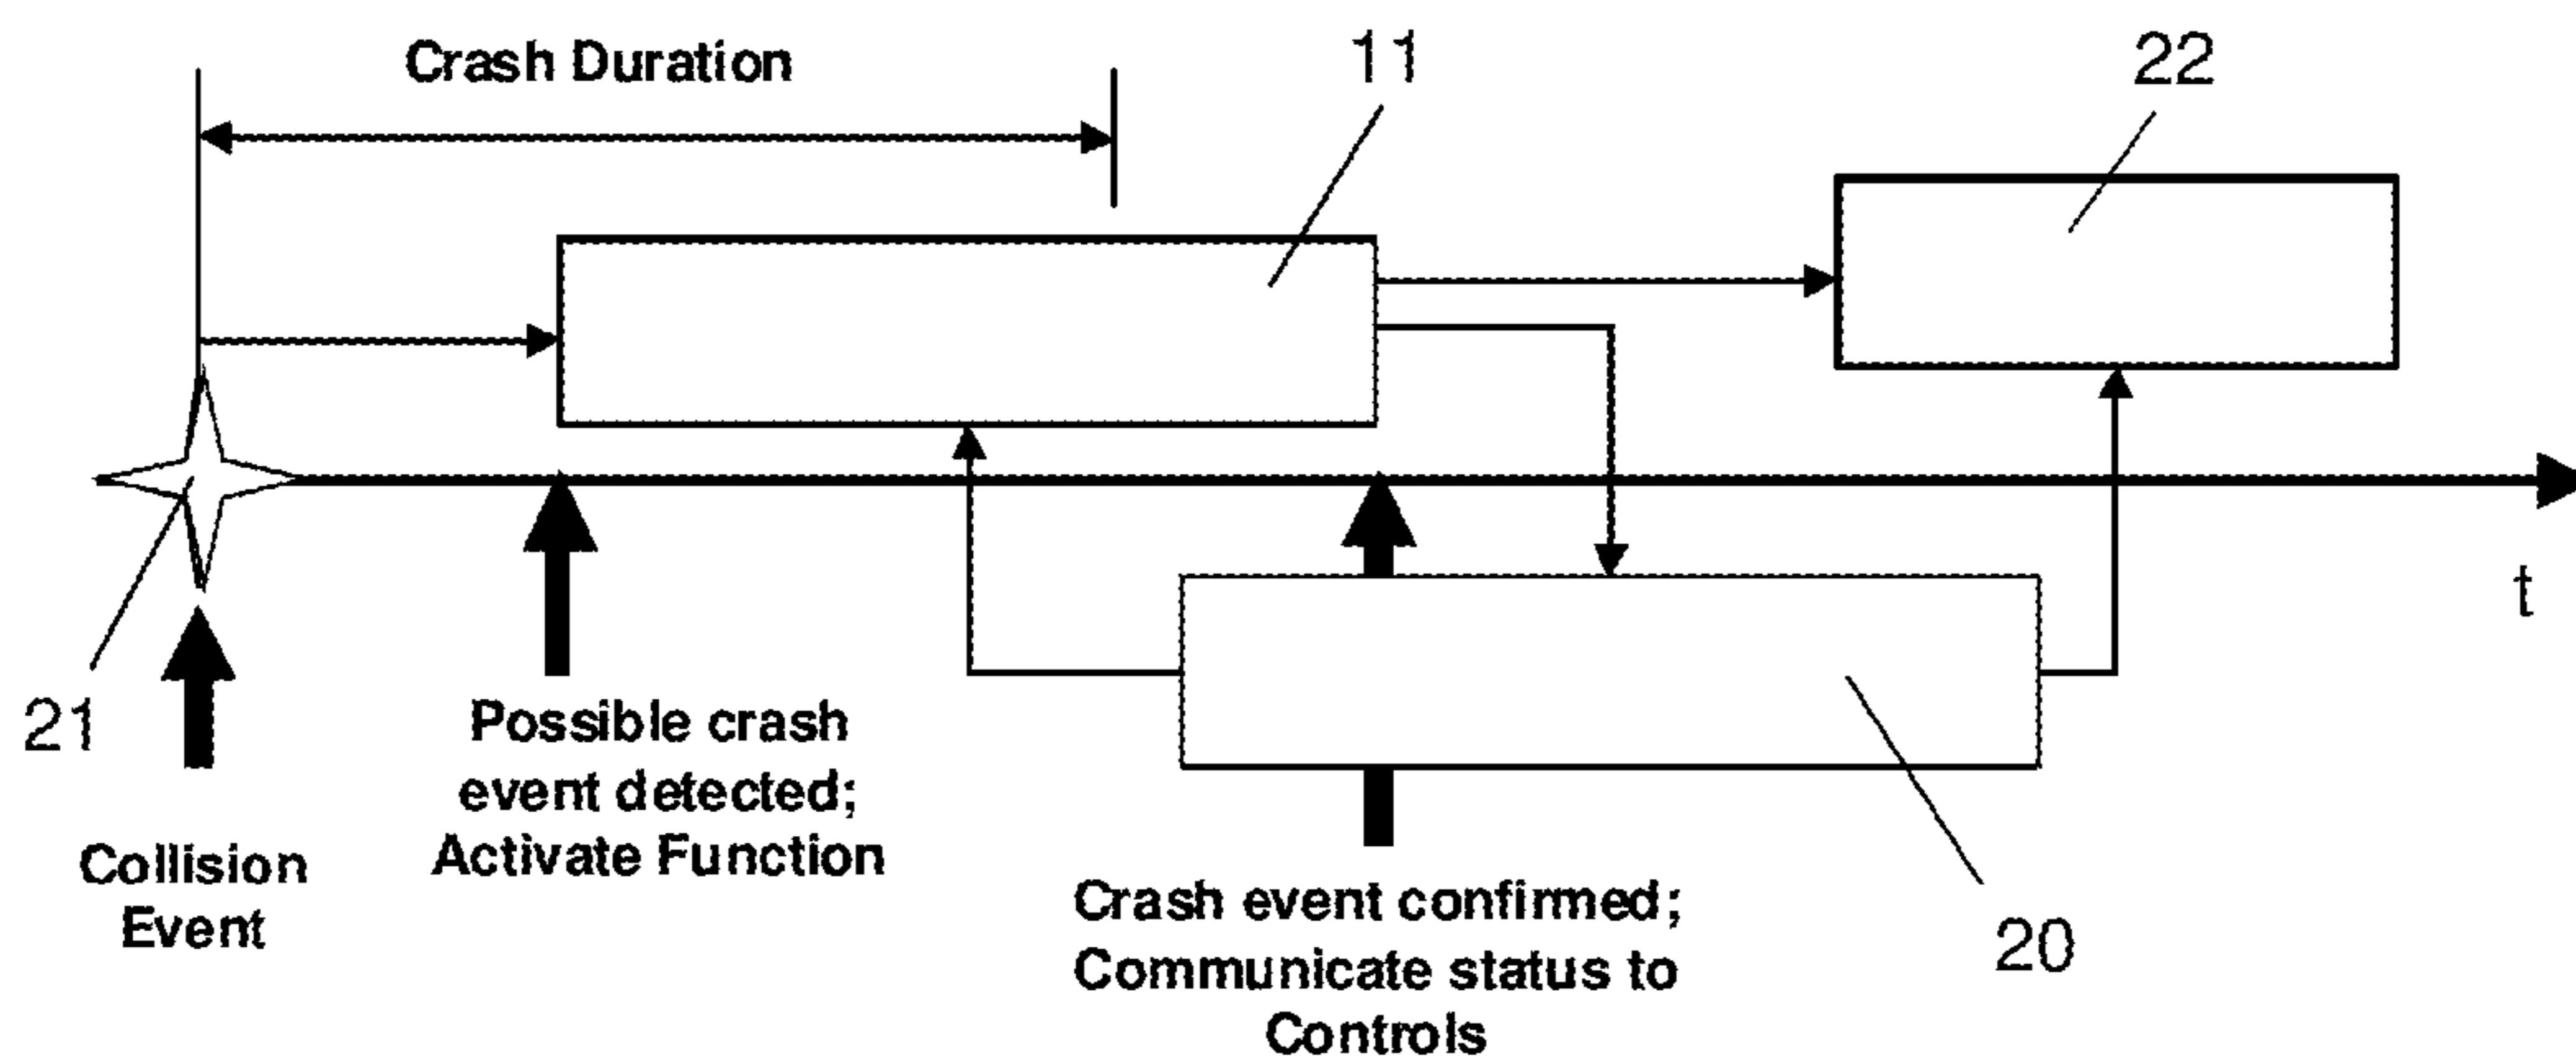 Crash Duration
11
22
t
21
Collision
Event
Possible crash
event detected;
Activate Function
Crash event confirmed;
Communicate status to
Controls
20